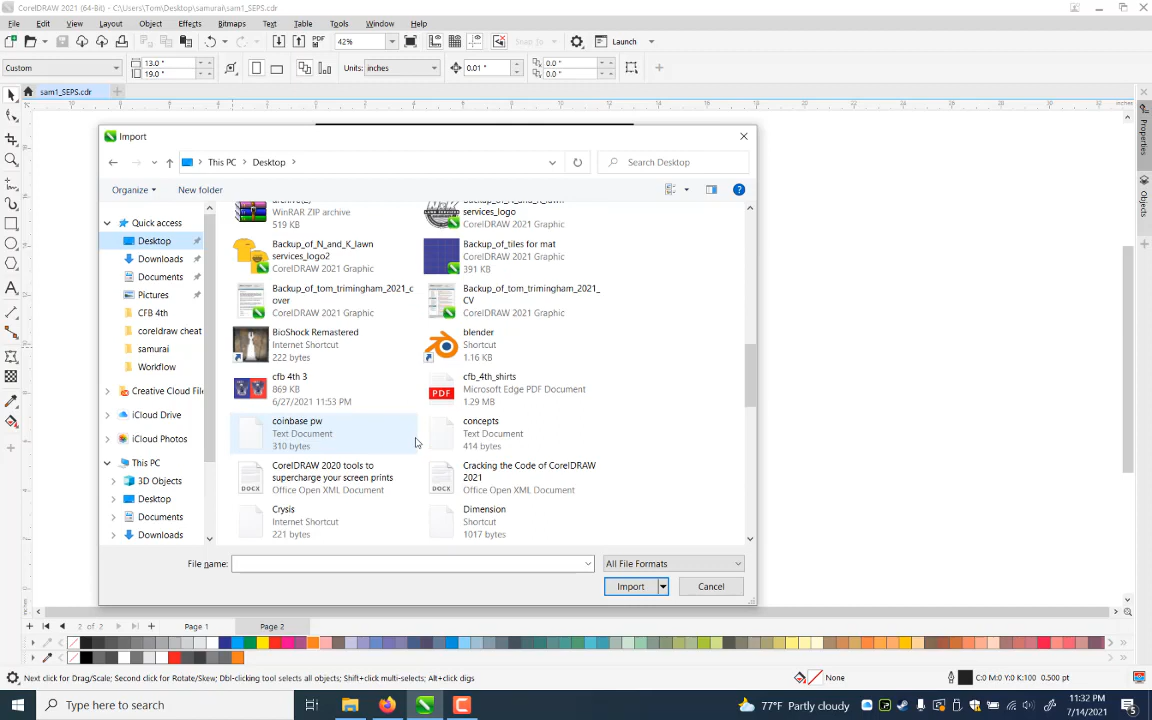 CorelDRAW 2021 (64-Bit) - C:\Users\Tom\Desktop\samurai\sam1_SEPS.cdr
File Edit View Layout Object Effects Bitmaps Text Table Tools Window Help
PDF 42% Snap To Launch
Custom 13.0 " 19.0 " Units: inches 0.01 " 0.0 " 0.0 "
sam1_SEPS.cdr
inches
Import
This PC Desktop Search Desktop
Organize New folder
Quick access
Desktop
Downloads
Documents
Pictures
CFB 4th
coreldraw cheat
samurai
Workflow
Creative Cloud File
iCloud Drive
iCloud Photos
This PC
3D Objects
Desktop
Documents
Downloads
WinRAR ZIP archive
519 KB
services_logo
CorelDRAW 2021 Graphic
Backup_of_N_and_K_lawn
services_logo2
CorelDRAW 2021 Graphic
Backup_of_tiles for mat
CorelDRAW 2021 Graphic
391 KB
Backup_of_tom_trimingham_2021_c
over
CorelDRAW 2021 Graphic
Backup_of_tom_trimingham_2021_
CV
CorelDRAW 2021 Graphic
BioShock Remastered
Internet Shortcut
222 bytes
blender
Shortcut
1.16 KB
cfb 4th 3
869 KB
6/27/2021 11:53 PM
cfb_4th_shirts
Microsoft Edge PDF Document
1.29 MB
coinbase pw
Text Document
310 bytes
concepts
Text Document
414 bytes
CorelDRAW 2020 tools to
supercharge your screen prints
Office Open XML Document
Cracking the Code of CorelDRAW
2021
Office Open XML Document
Crysis
Internet Shortcut
221 bytes
Dimension
Shortcut
1017 bytes
File name: All File Formats
Import Cancel
Properties
Objects
2 of 2 Page 1 Page 2
Next click for Drag/Scale; Second click for Rotate/Skew; Dbl-clicking tool selects all objects; Shift+click multi-selects; Alt+click digs None C:0 M:0 Y:0 K:100 0.500 pt
Type here to search 77°F Partly cloudy 11:32 PM
7/14/2021 5